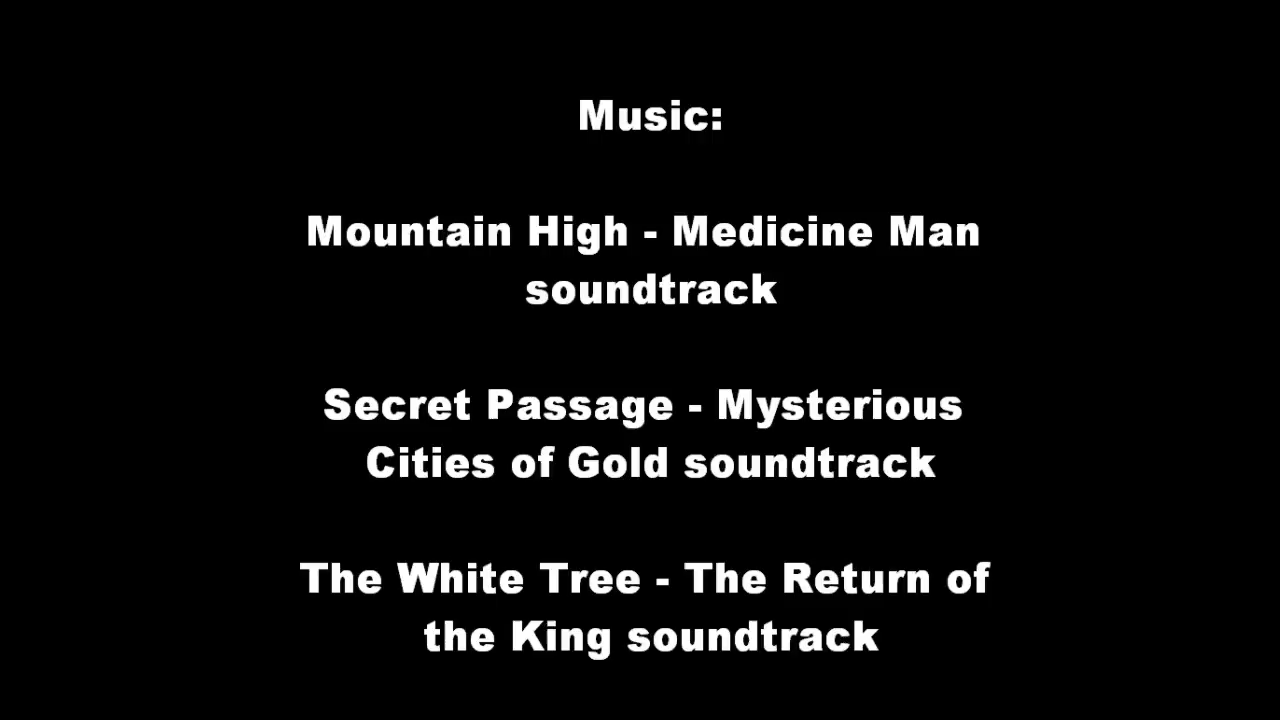 Music:
Mountain High - Medicine Man
soundtrack
Secret Passage - Mysterious
Cities of Gold soundtrack
The White Tree - The Return of
the King soundtrack